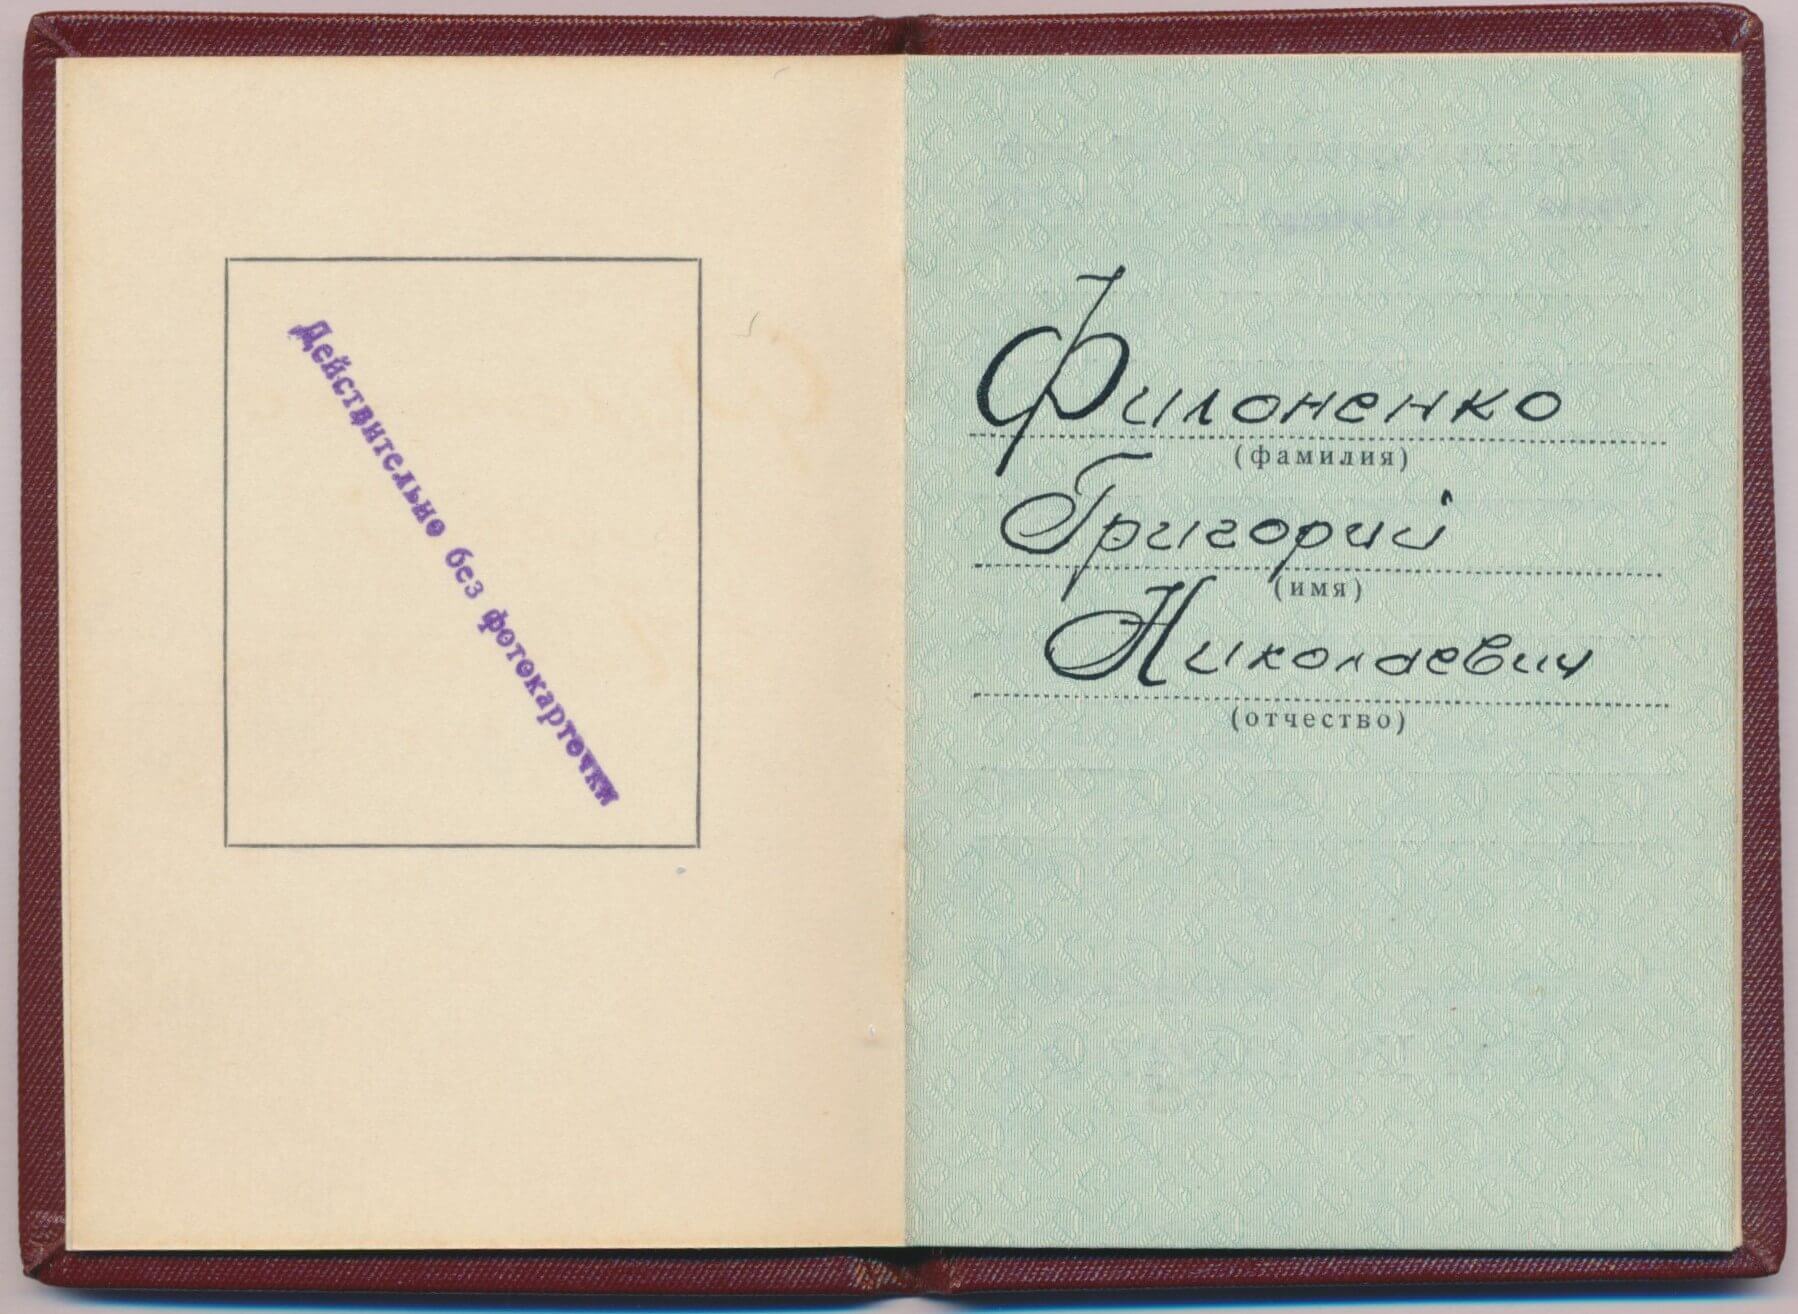 Действительно без фотокарточки
Филоненко
(фамилия)
Григорий
(имя)
Николаевич
(отчество)